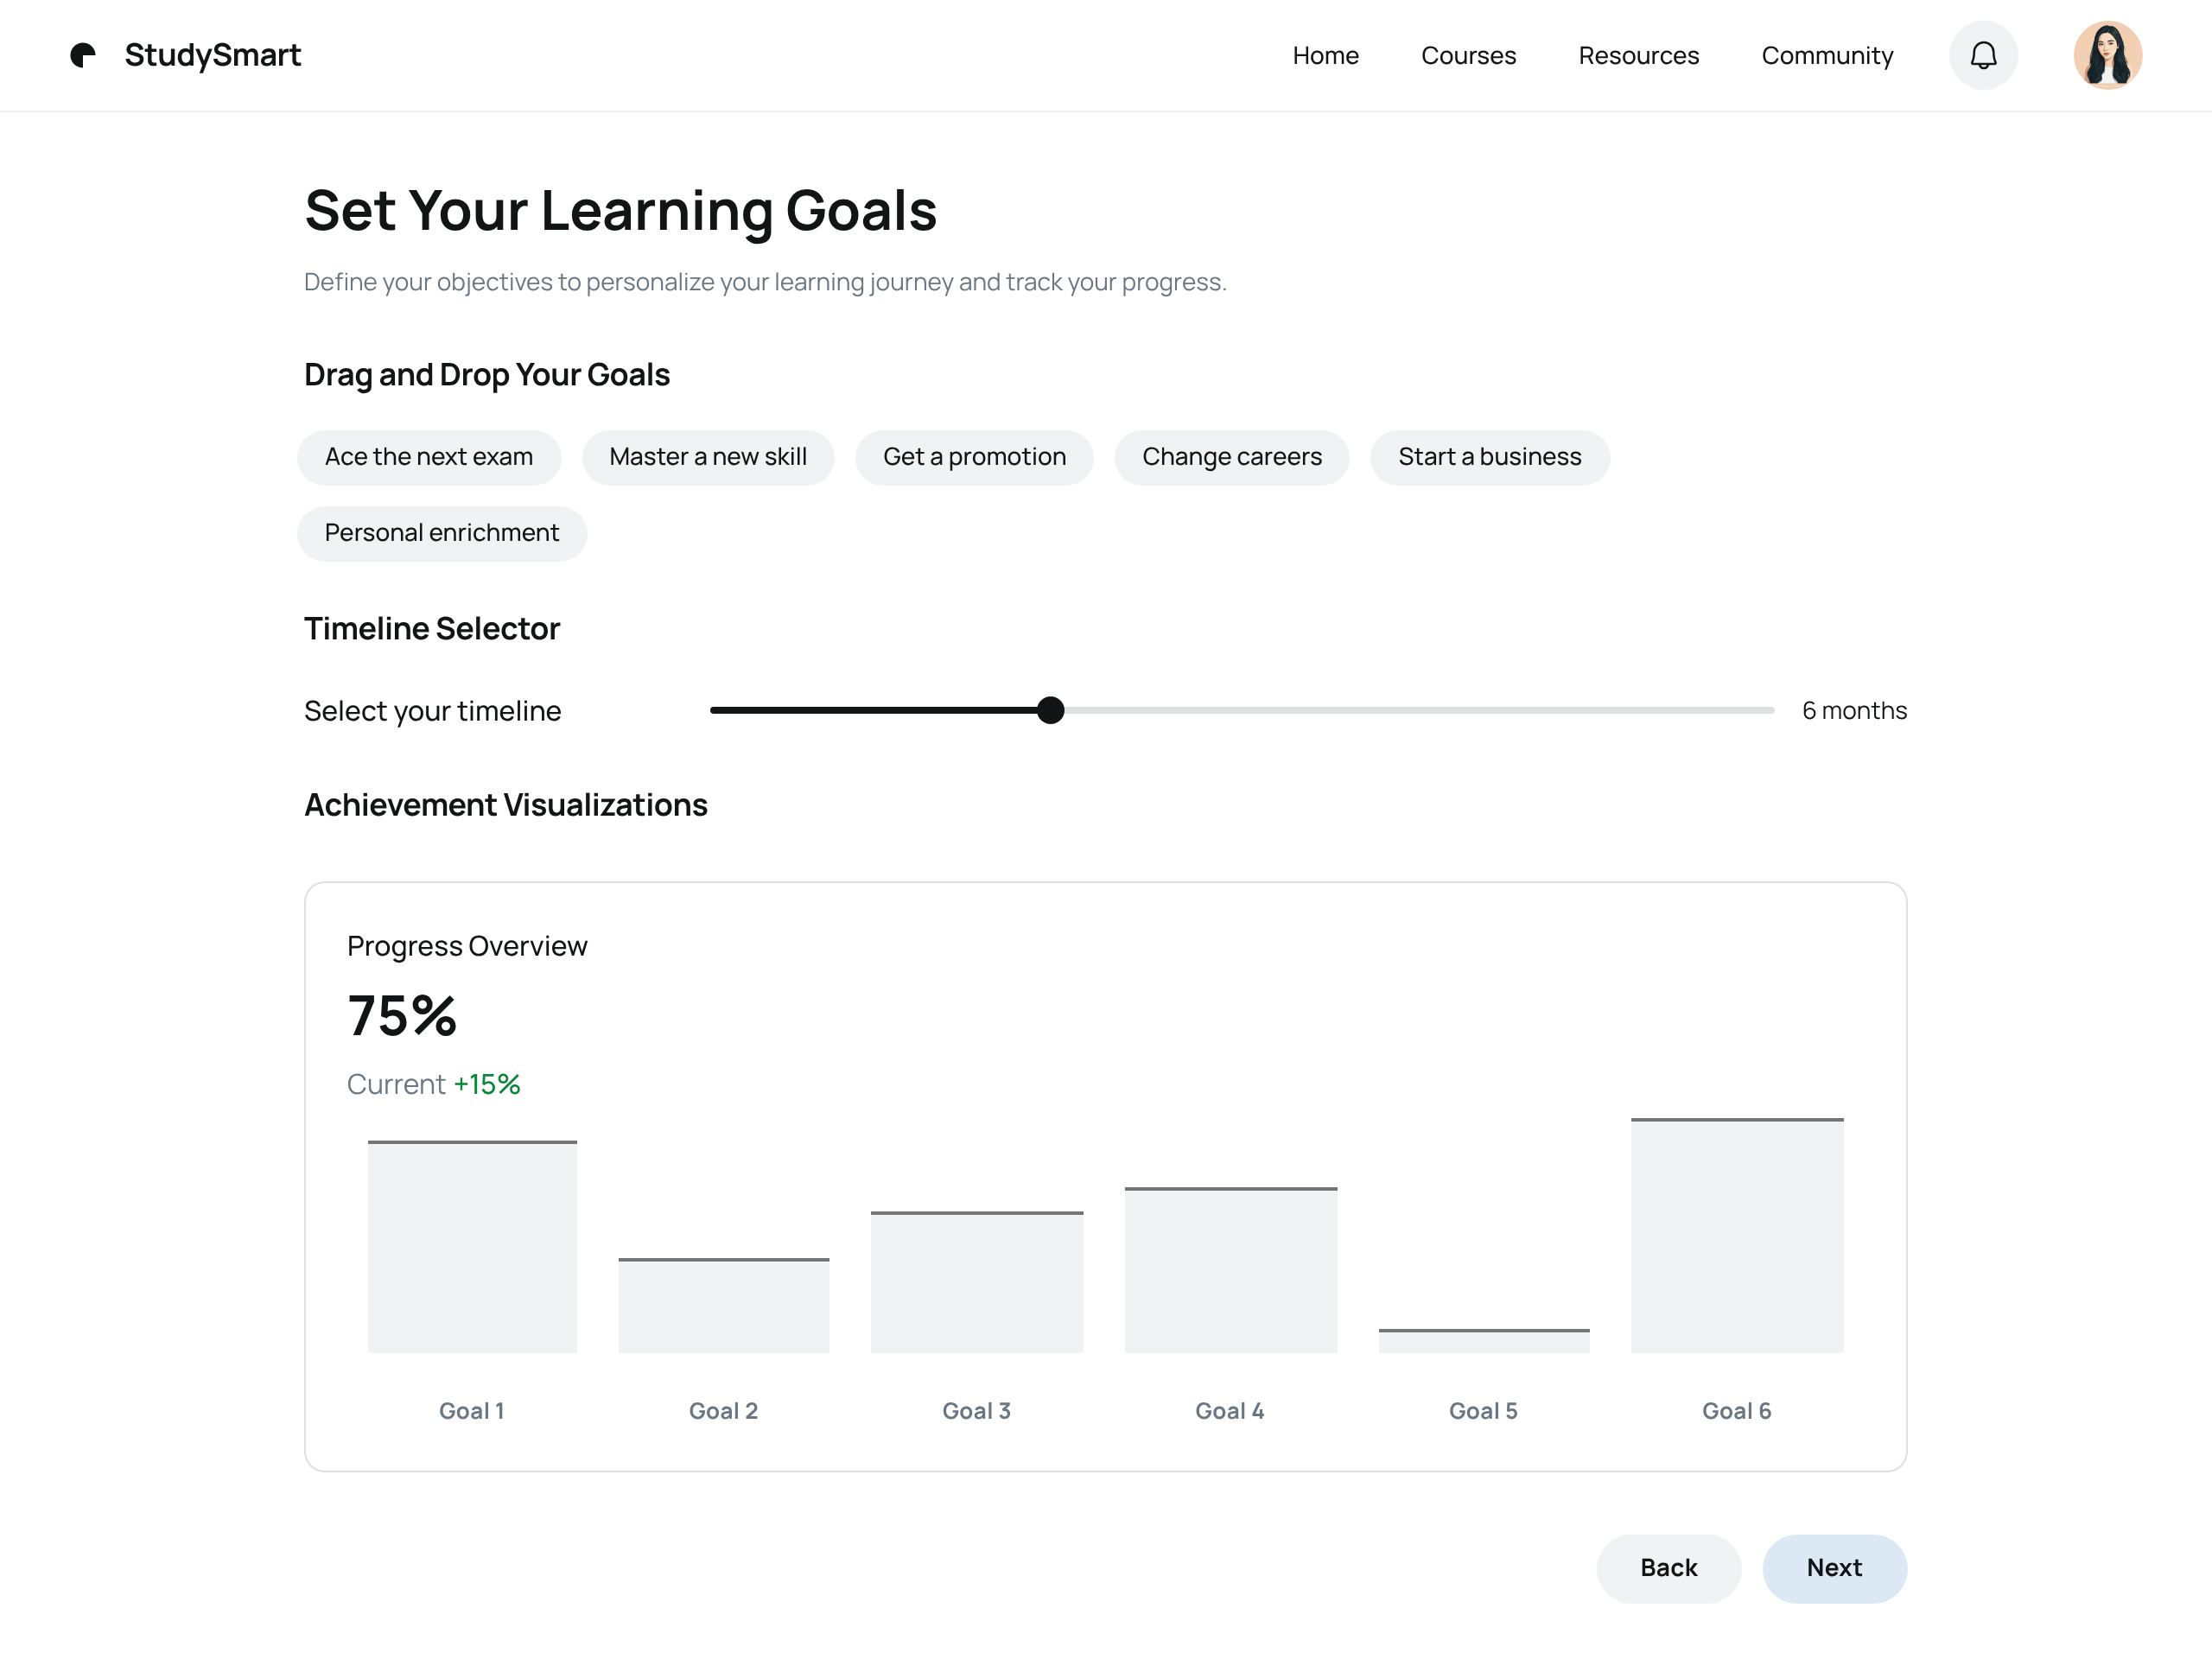 StudySmart
Home Courses Resources Community
Set Your Learning Goals
Define your objectives to personalize your learning journey and track your progress.
Drag and Drop Your Goals
Ace the next exam Master a new skill Get a promotion Change careers Start a business
Personal enrichment
Timeline Selector
Select your timeline 6 months
Achievement Visualizations
Progress Overview
75%
Current +15%
Goal 1 Goal 2 Goal 3 Goal 4 Goal 5 Goal 6
Back Next